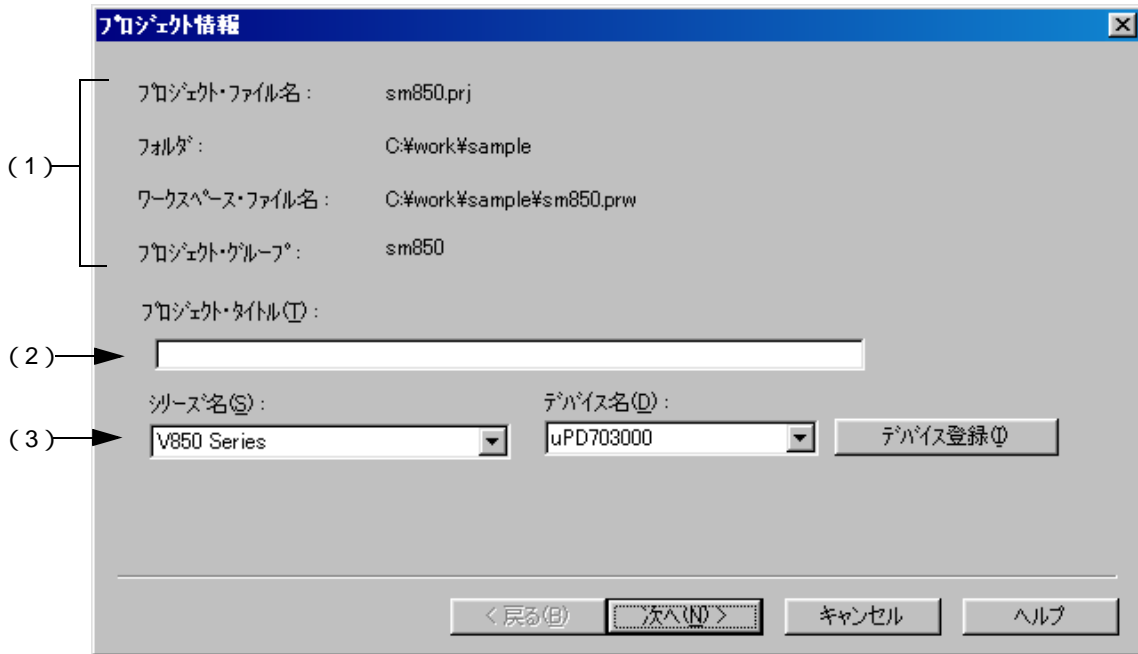 ﾌﾟﾛｼﾞｪｸﾄ情報
ﾌﾟﾛｼﾞｪｸﾄ・ﾌｧｲﾙ名： sm850.prj
ﾌｫﾙﾀﾞ： C:¥work¥sample
(1)
ﾜｰｸｽﾍﾟｰｽ・ﾌｧｲﾙ名： C:¥work¥sample¥sm850.prw
ﾌﾟﾛｼﾞｪｸﾄ・ｸﾞﾙｰﾌﾟ： sm850
ﾌﾟﾛｼﾞｪｸﾄ・ﾀｲﾄﾙ(T)：
(2)
ｼﾘｰｽﾞ名(S)： ﾃﾞﾊﾞｲｽ名(D)：
(3) V850 Series uPD703000 ﾃﾞﾊﾞｲｽ登録(I)
< 戻る(B) 次へ(N) > キャンセル ヘルプ